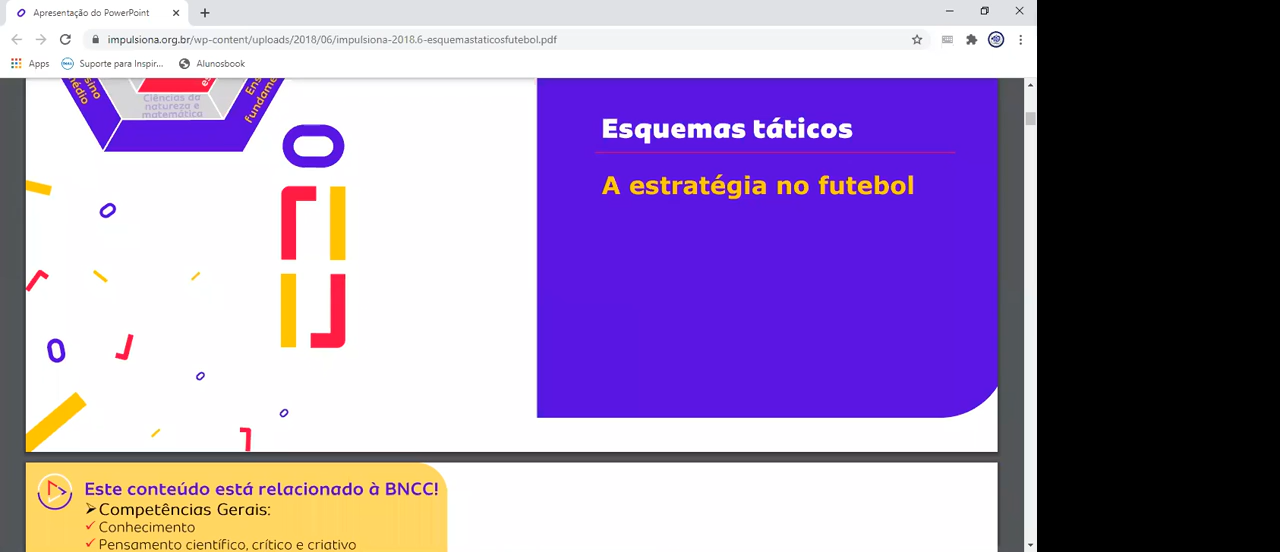 Apresentação do PowerPoint
impulsiona.org.br/wp-content/uploads/2018/06/impulsiona-2018.6-esquemastaticosfutebol.pdf
Apps Suporte para Inspir... Alunosbook
Ciências da
natureza e
matemática
Esquemas táticos
A estratégia no futebol
Este conteúdo está relacionado à BNCC!
➢Competências Gerais:
✓ Conhecimento
✓ Pensamento científico, crítico e criativo